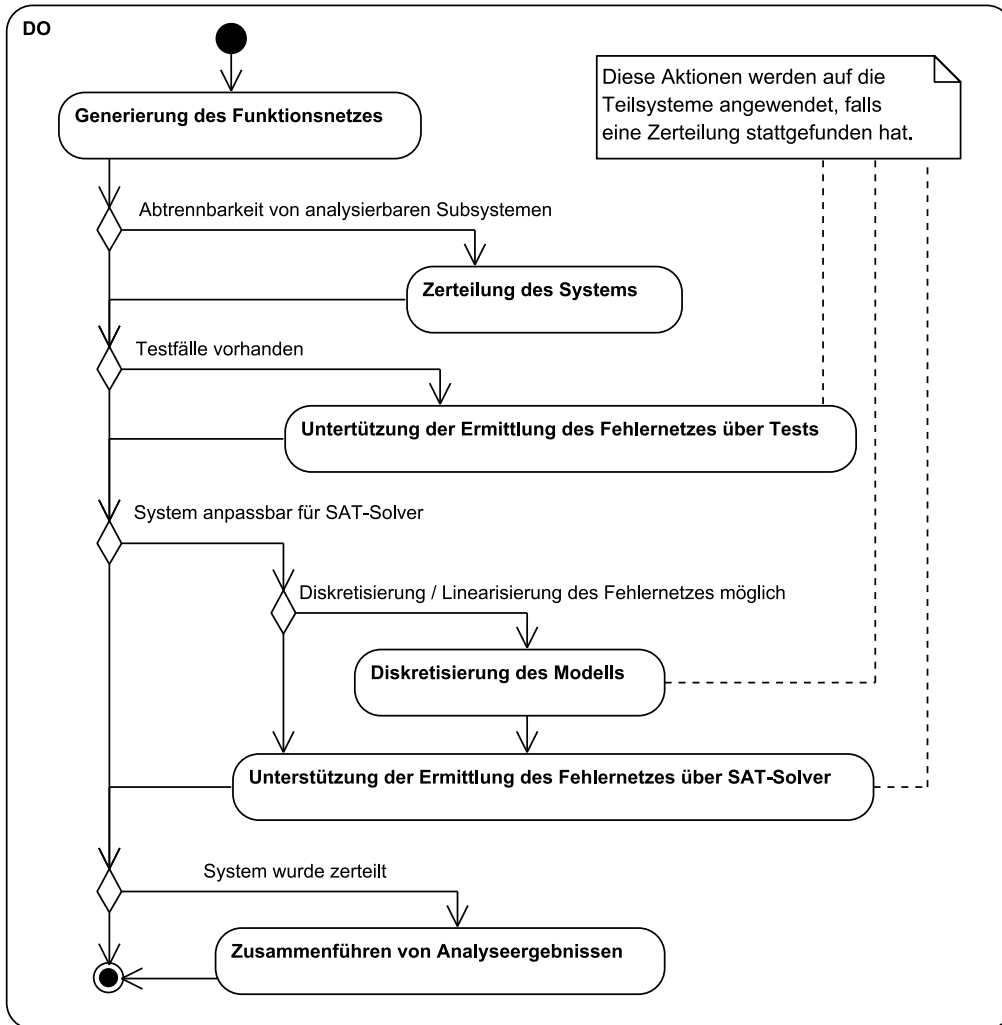 DO
Diese Aktionen werden auf die
Teilsysteme angewendet, falls
eine Zerteilung stattgefunden hat.
Generierung des Funktionsnetzes
Abtrennbarkeit von analysierbaren Subsystemen
Zerteilung des Systems
Testfälle vorhanden
Untertützung der Ermittlung des Fehlernetzes über Tests
System anpassbar für SAT-Solver
Diskretisierung / Linearisierung des Fehlernetzes möglich
Diskretisierung des Modells
Unterstützung der Ermittlung des Fehlernetzes über SAT-Solver
System wurde zerteilt
Zusammenführen von Analyseergebnissen